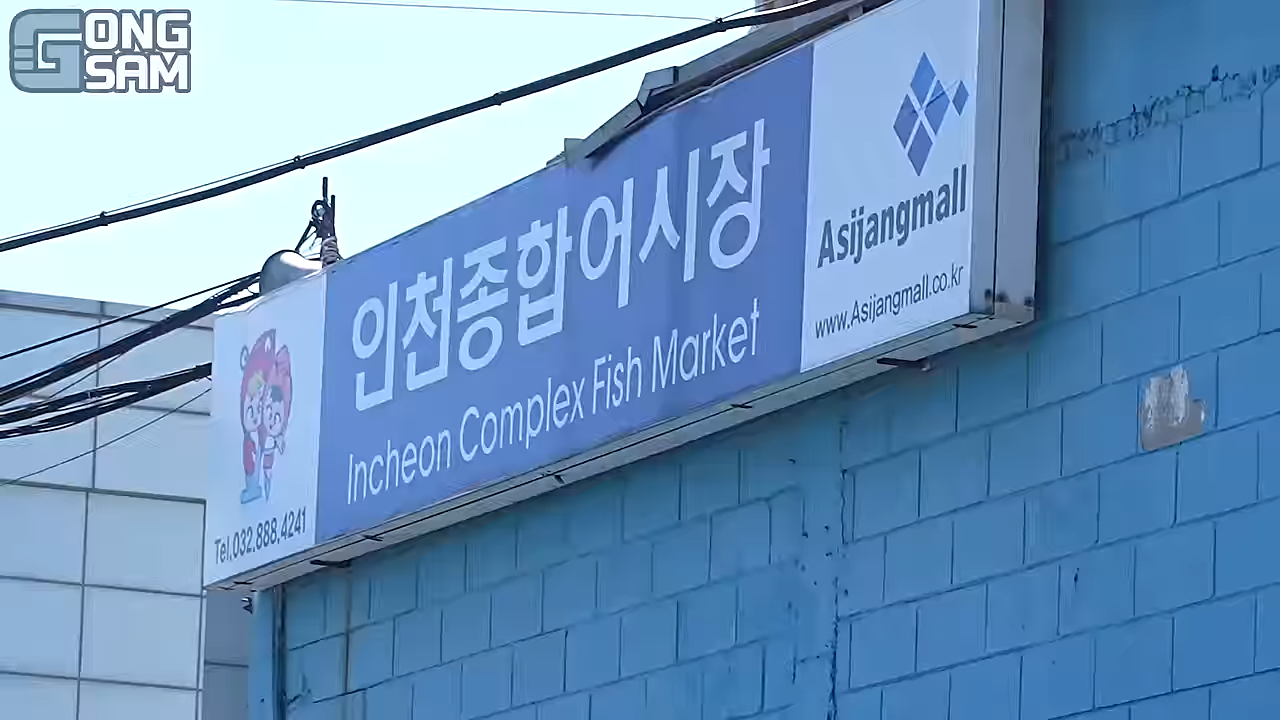 GONG
SAM
인천종합어시장
Incheon Complex Fish Market
Tel.032.888.4241
Asijangmall
www.Asijangmall.co.kr